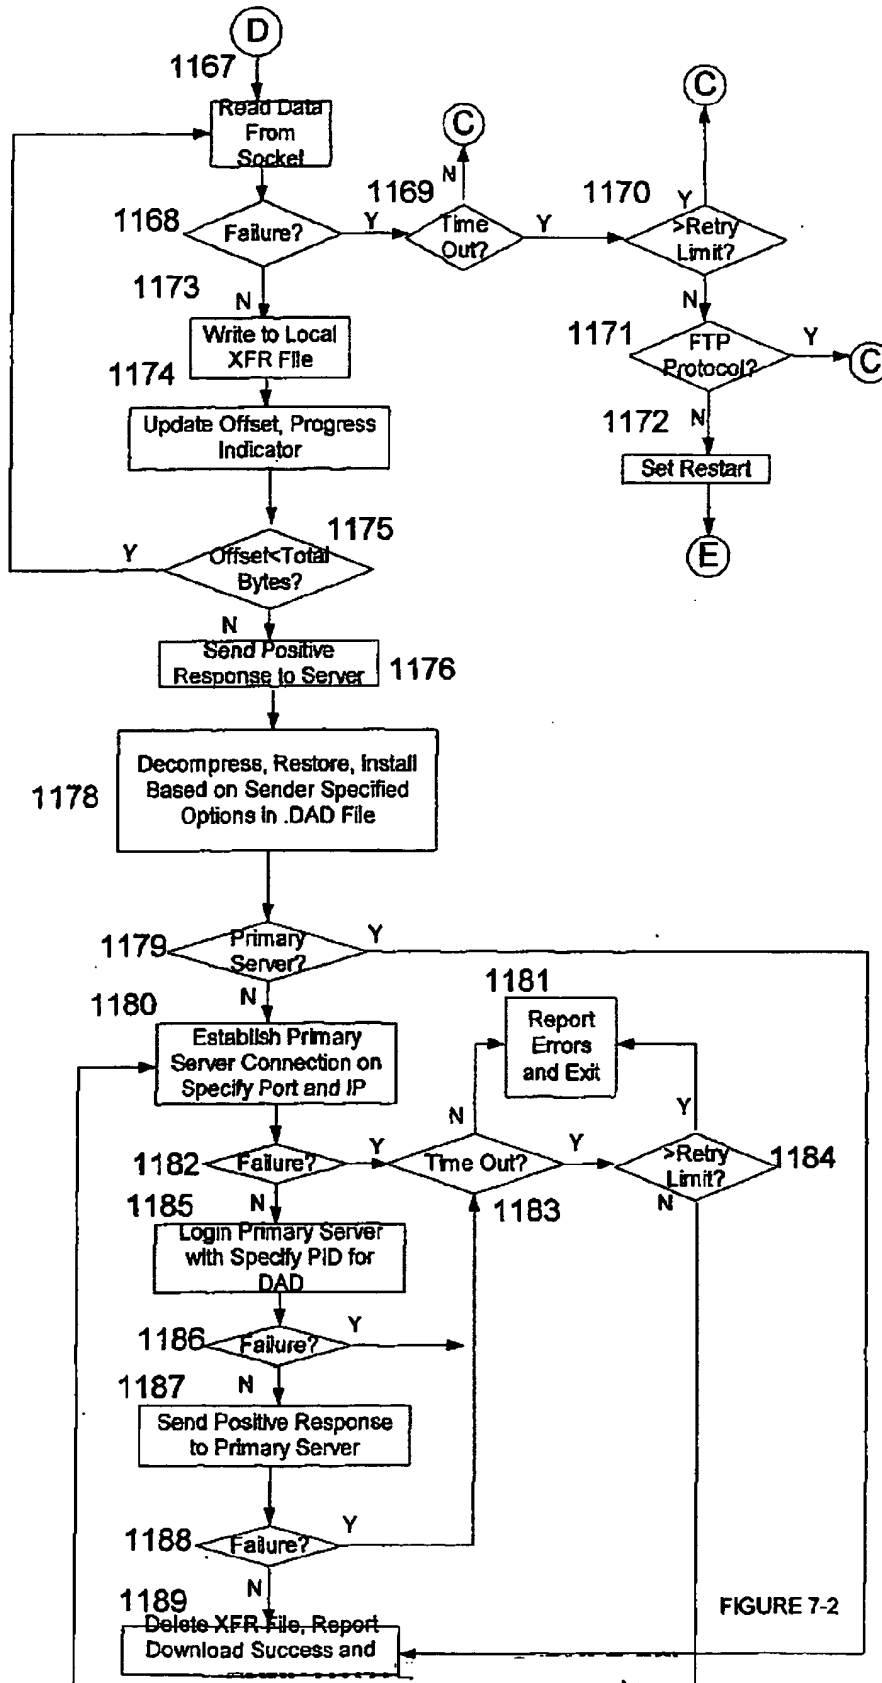 D
1167
Read Data
From
Socket
C
C
N
1168
Failure?
Y
1169
Time
Out?
Y
1170
Y
>Retry
Limit?
1173
N
N
Write to Local
XFR File
1171
FTP
Protocol?
Y
C
1174
Update Offset, Progress
Indicator
1172
N
Set Restart
1175
Y
Offset<Total
Bytes?
E
N
Send Positive
Response to Server
1176
Decompress, Restore, Install
Based on Sender Specified
Options in .DAD File
1178
1179
Primary
Server?
Y
1180
N
Establish Primary
Server Connection on
Specify Port and IP
1181
Report
Errors
and Exit
N
Y
1182
Failure?
Y
Time Out?
Y
>Retry
Limit?
1184
1183
N
1185
N
Login Primary Server
with Specify PID for
DAD
1186
Failure?
Y
1187
N
Send Positive Response
to Primary Server
1188
Failure?
Y
1189
N
Delete XFR File, Report
Download Success and
FIGURE 7-2